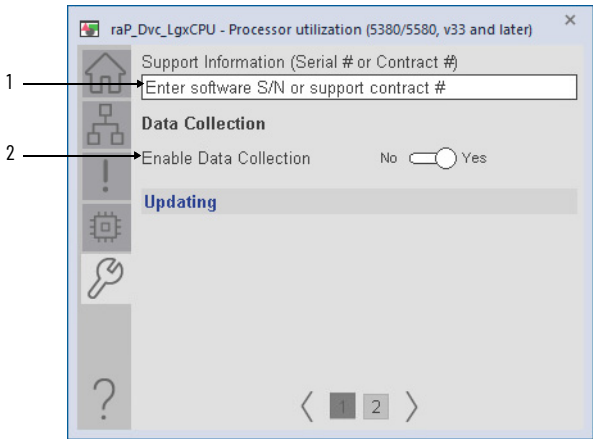 raP_Dvc_LgxCPU - Processor utilization (5380/5580, v33 and later)
Support Information (Serial # or Contract #)
1
Enter software S/N or support contract #
Data Collection
2
Enable Data Collection No Yes
Updating
1 2